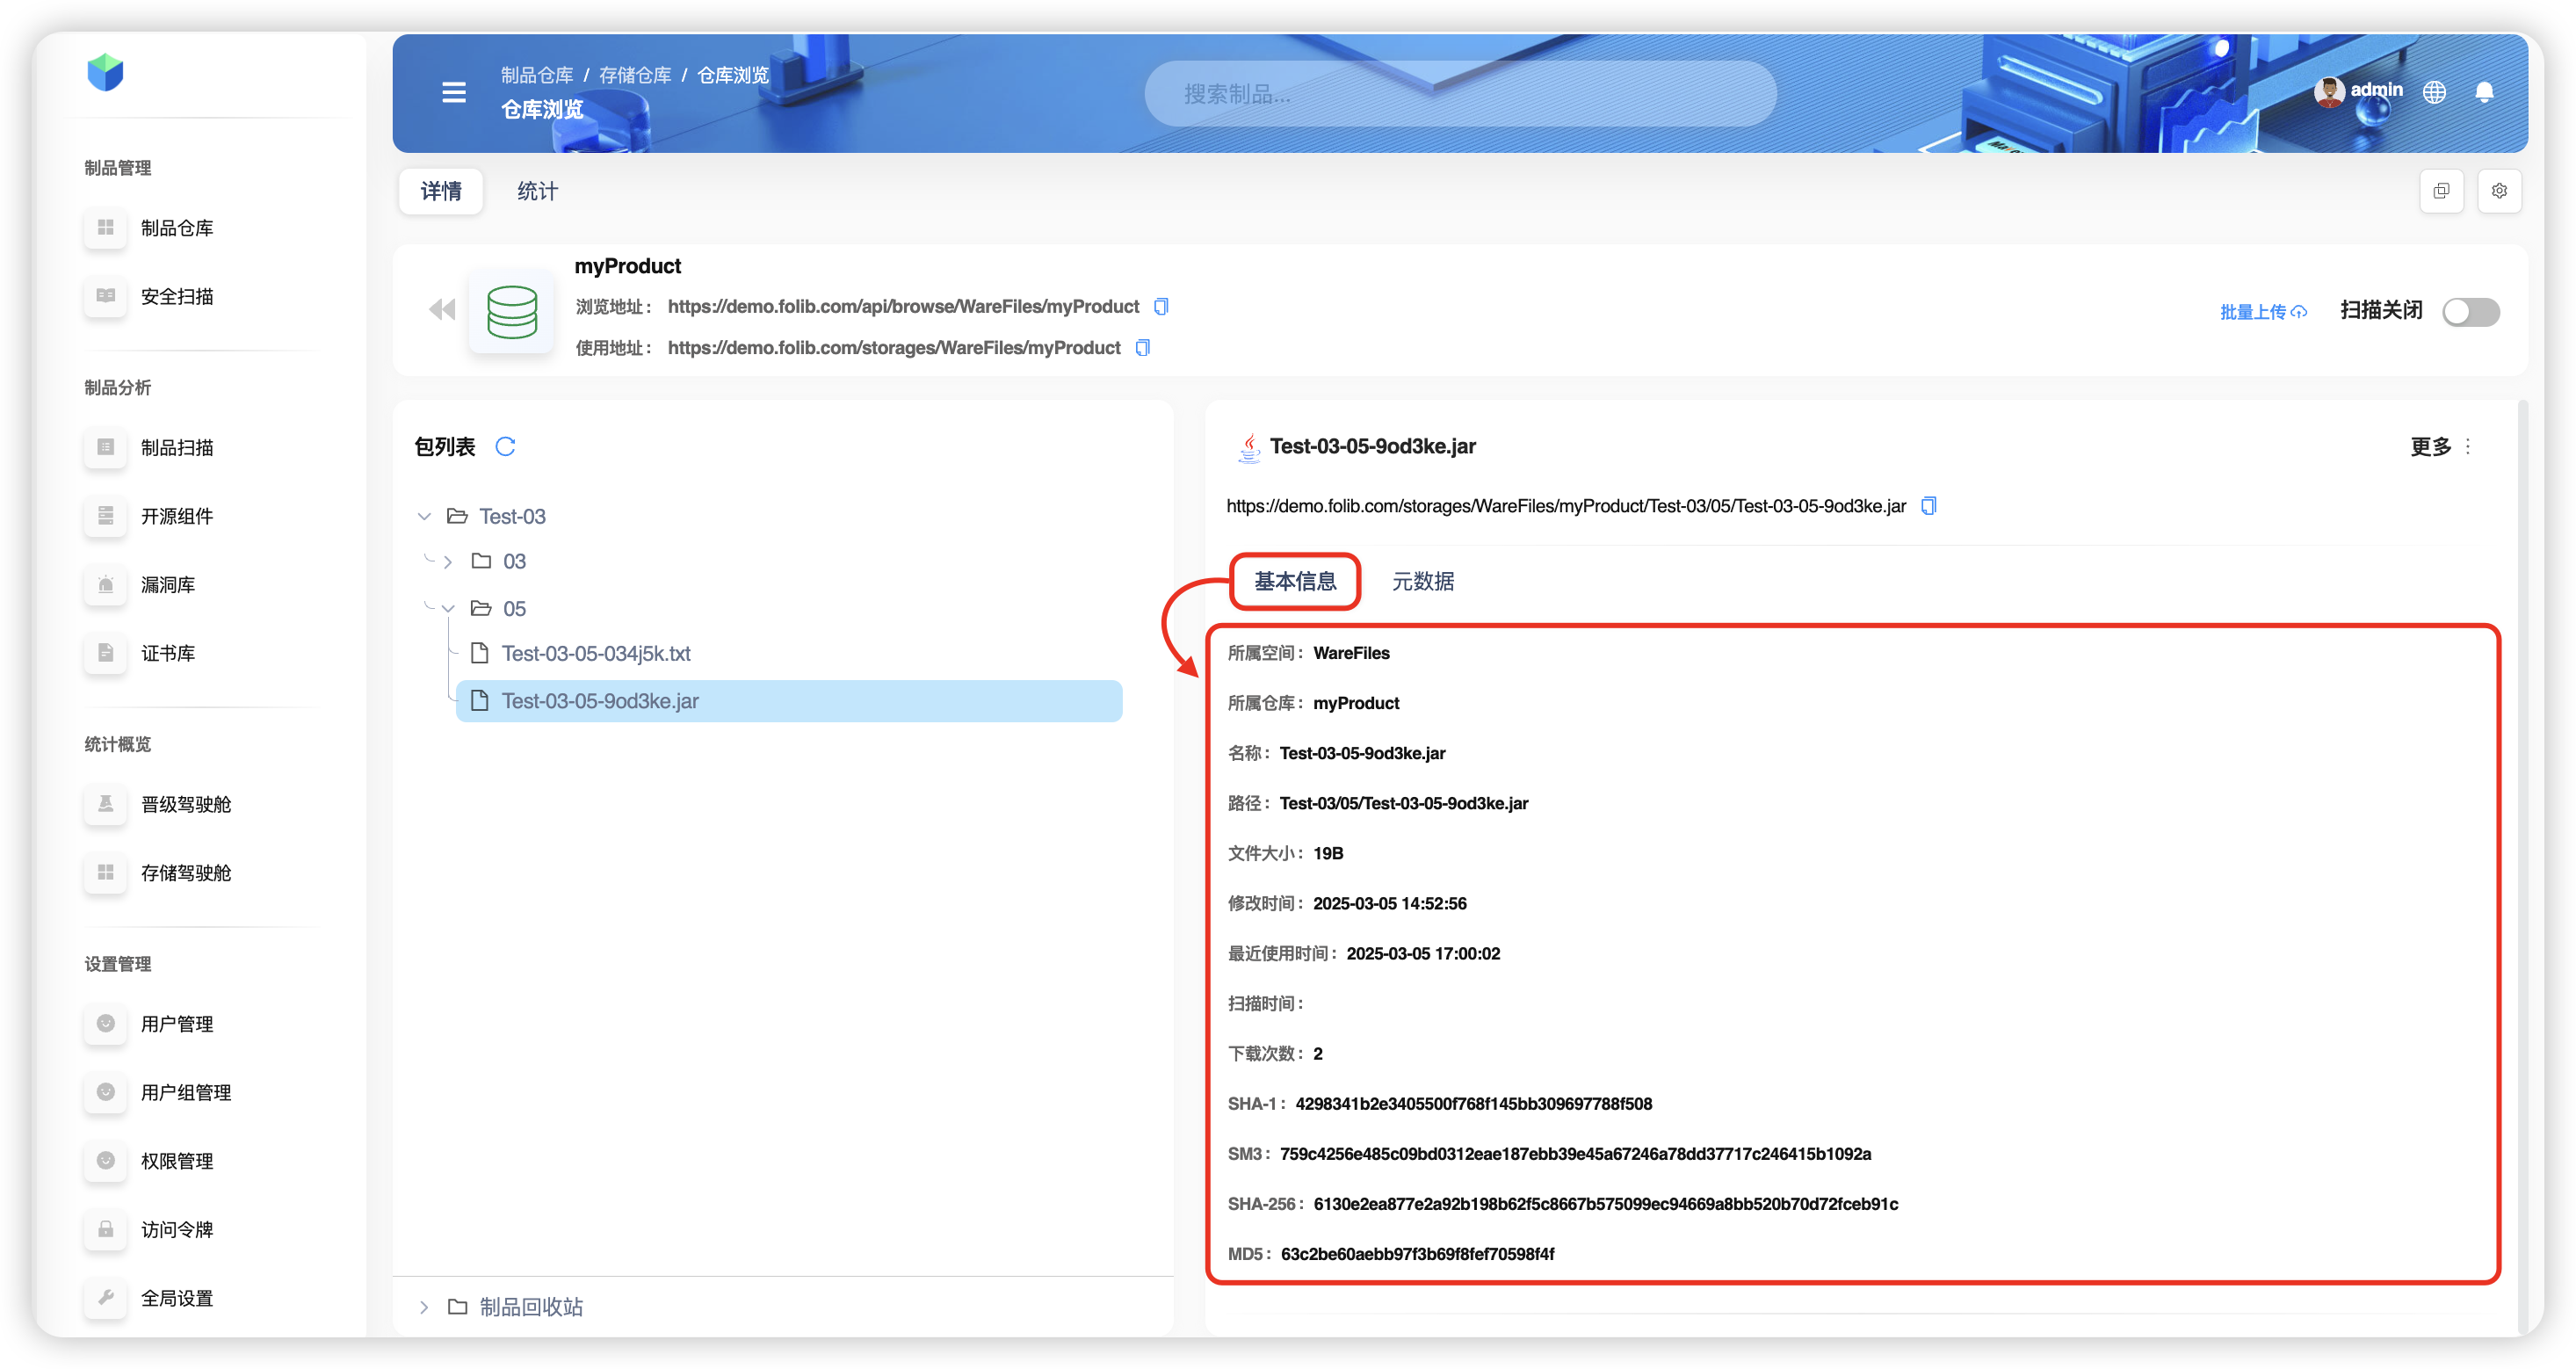 制品仓库 / 存储仓库 / 仓库浏览
仓库浏览
搜索制品...
admin
制品管理
制品仓库
安全扫描
制品分析
制品扫描
开源组件
漏洞库
证书库
统计概览
晋级驾驶舱
存储驾驶舱
设置管理
用户管理
用户组管理
权限管理
访问令牌
全局设置
详情 统计
myProduct
浏览地址： https://demo.folib.com/api/browse/WareFiles/myProduct
使用地址： https://demo.folib.com/storages/WareFiles/myProduct
批量上传 扫描关闭
包列表
Test-03
03
05
Test-03-05-034j5k.txt
Test-03-05-9od3ke.jar
制品回收站
Test-03-05-9od3ke.jar
更多
https://demo.folib.com/storages/WareFiles/myProduct/Test-03/05/Test-03-05-9od3ke.jar
基本信息 元数据
所属空间： WareFiles
所属仓库： myProduct
名称： Test-03-05-9od3ke.jar
路径： Test-03/05/Test-03-05-9od3ke.jar
文件大小： 19B
修改时间： 2025-03-05 14:52:56
最近使用时间： 2025-03-05 17:00:02
扫描时间：
下载次数： 2
SHA-1： 4298341b2e3405500f768f145bb309697788f508
SM3： 759c4256e485c09bd0312eae187ebb39e45a67246a78dd37717c246415b1092a
SHA-256： 6130e2ea877e2a92b198b62f5c8667b575099ec94669a8bb520b70d72fceb91c
MD5： 63c2be60aebb97f3b69f8fef70598f4f